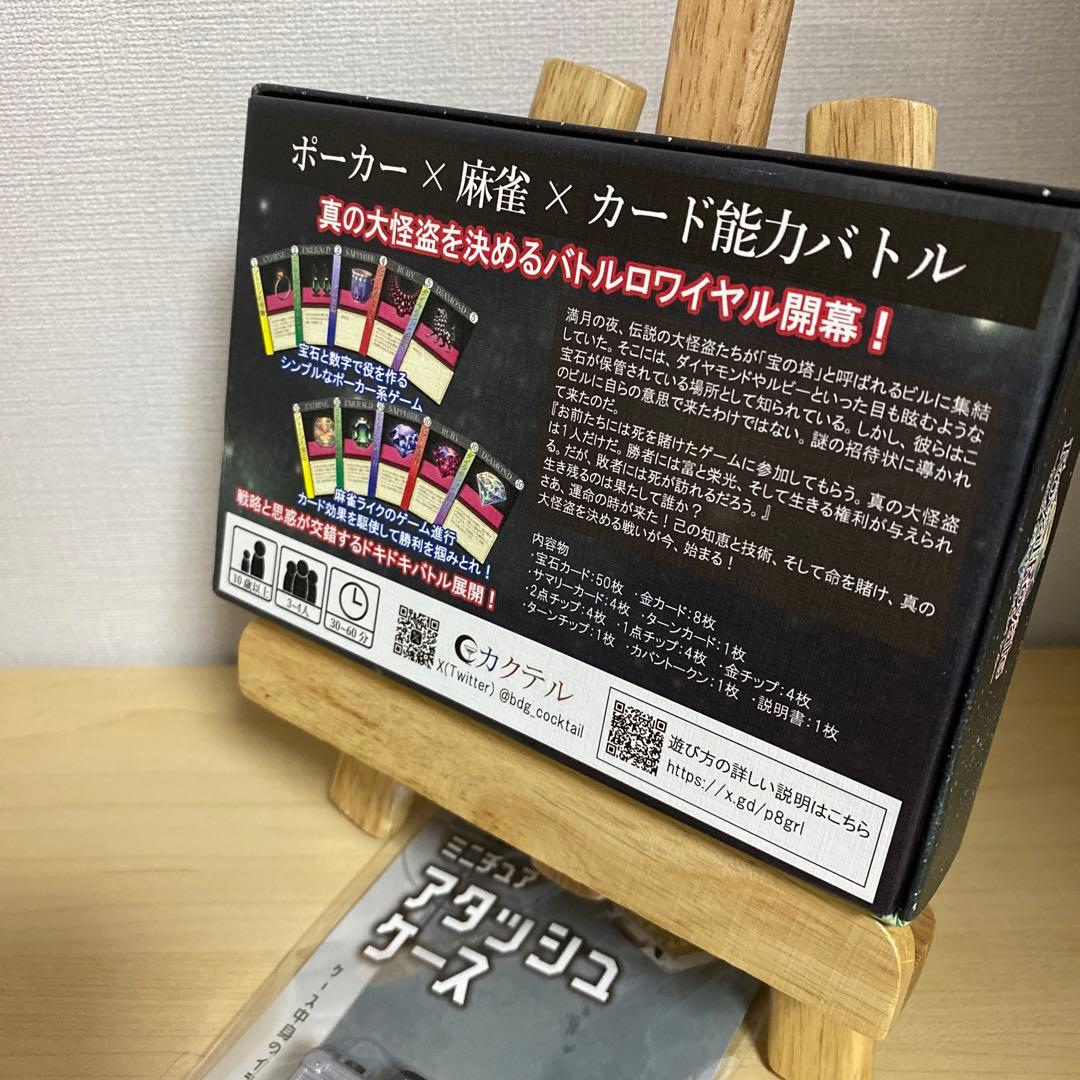 ポーカー × 麻雀 × カード能力バトル
真の大怪盗を決めるバトルロワイヤル開幕！
CITRINE
EMERALD
SAPPHIRE
RUBY
DIAMOND
宝石と数字で役を作る
シンプルなポーカー系ゲーム
CITRINE
EMERALD
SAPPHIRE
RUBY
DIAMOND
麻雀ライクのゲーム進行
カード効果を駆使して勝利を掴みとれ！
戦略と思惑が交錯するドキドキバトル展開！
満月の夜、伝説の大怪盗たちが「宝の塔」と呼ばれるビルに集結
していた。そこには、ダイヤモンドやルビーといった目も眩むような
宝石が保管されている場所として知られている。しかし、彼らはこ
のビルに自らの意思で来たわけではない。謎の招待状に導かれ
て来たのだ。
『お前たちには死を賭けたゲームに参加してもらう。真の大怪盗
は1人だけだ。勝者には富と栄光、そして生きる権利が与えられ
る。だが、敗者には死が訪れるだろう。』
生き残るのは果たして誰か？
さあ、運命の時が来た！己の知恵と技術、そして命を賭け、真の
大怪盗を決める戦いが今、始まる！
内容物
・宝石カード：50枚 ・金カード：8枚
・サマリーカード：4枚 ・ターンカード：1枚
・2点チップ：4枚 ・1点チップ：4枚 ・金チップ：4枚
・ターンチップ：1枚 ・カバントークン：1枚 ・説明書：1枚
10歳以上
3~4人
30~60分
カクテル
X(Twitter) @bdg_cocktail
遊び方の詳しい説明はこちら
https://x.gd/p8grl
ミニチュア
アタッシュ
ケース